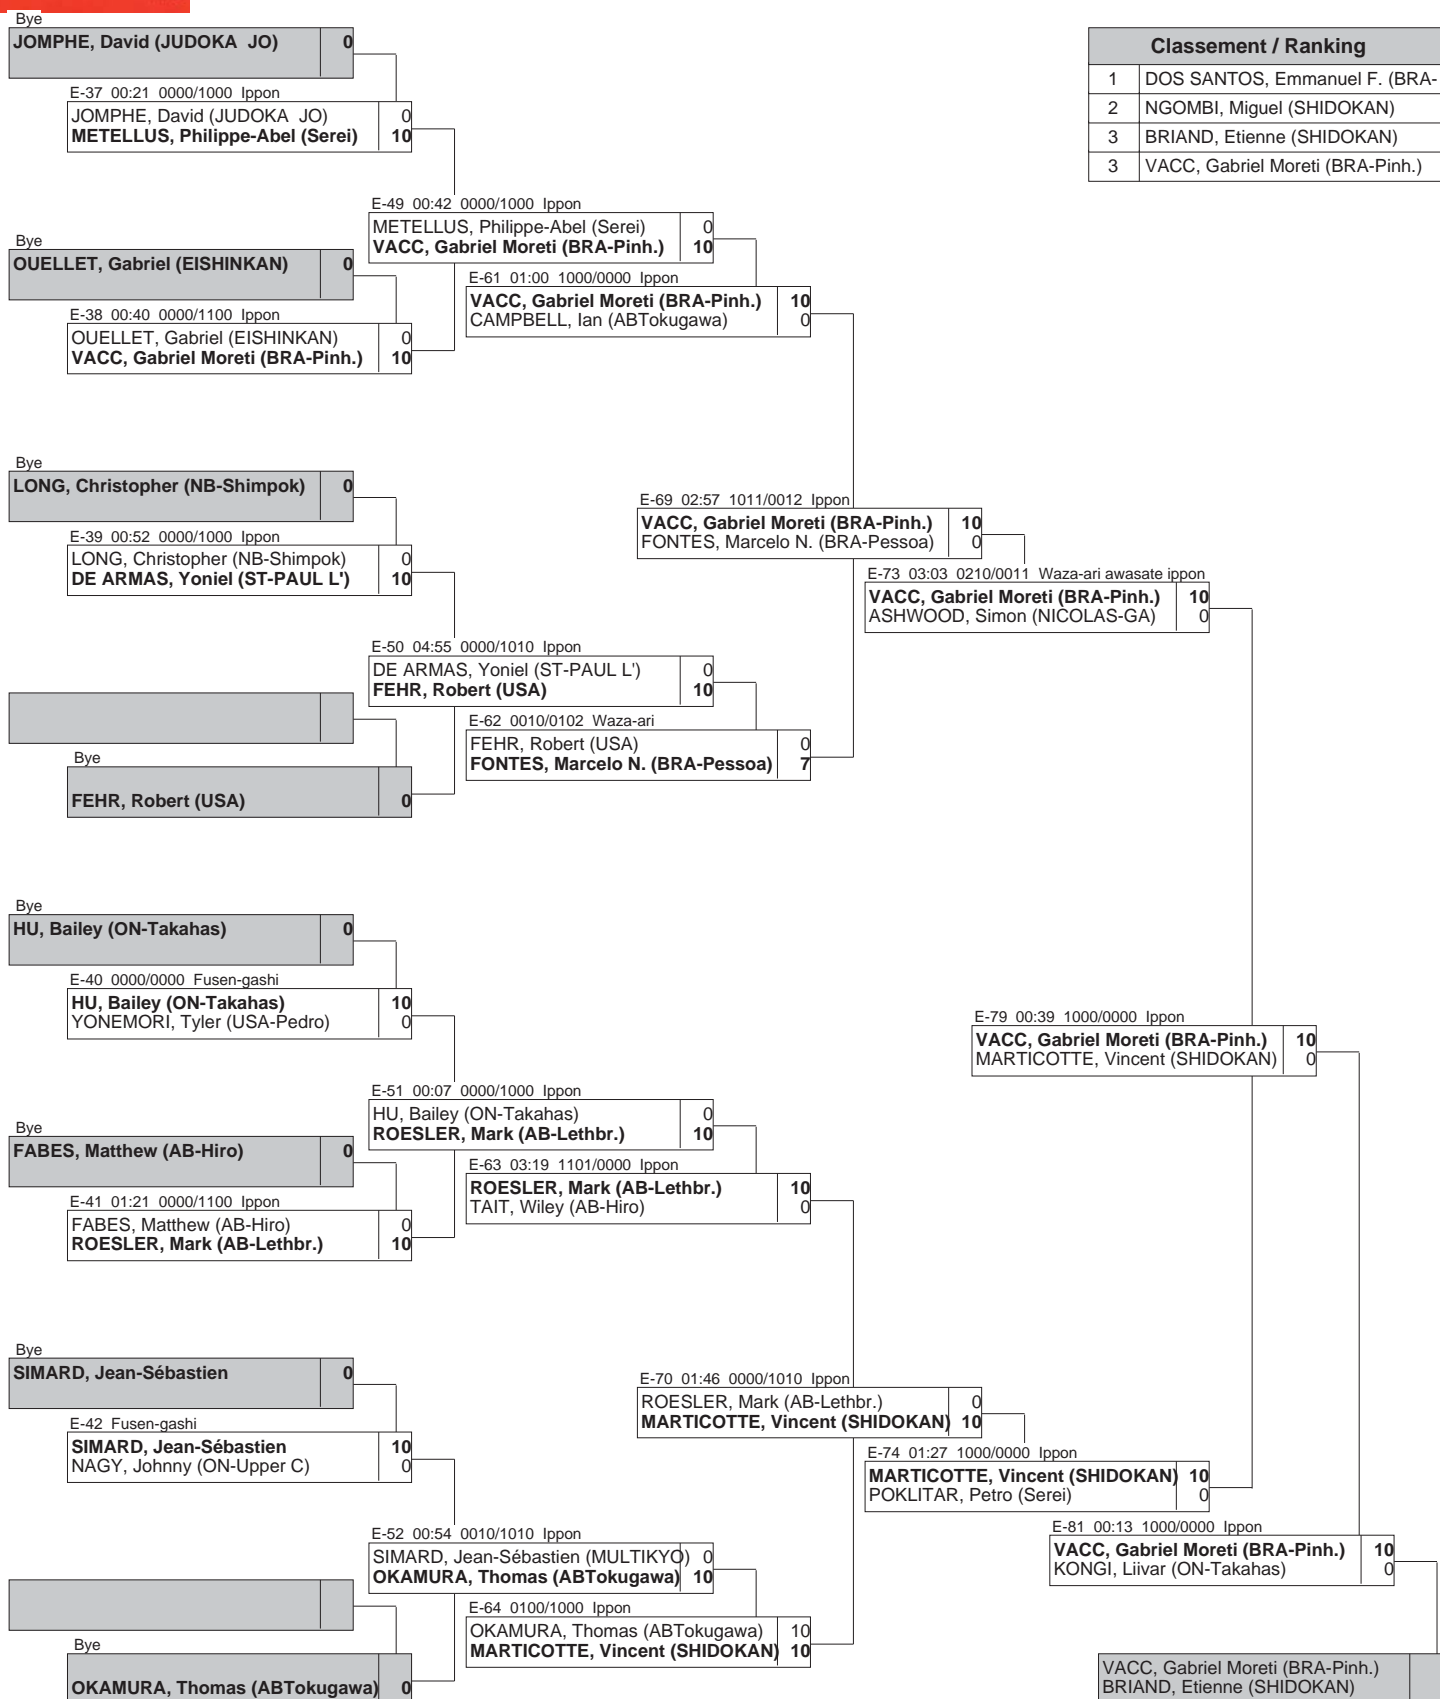 Bye
JOMPHE, David (JUDOKA JO) 0
E-37 00:21 0000/1000 Ippon
JOMPHE, David (JUDOKA JO) 0
METELLUS, Philippe-Abel (Serei) 10
Classement / Ranking
1 DOS SANTOS, Emmanuel F. (BRA-
2 NGOMBI, Miguel (SHIDOKAN)
3 BRIAND, Etienne (SHIDOKAN)
3 VACC, Gabriel Moreti (BRA-Pinh.)
E-49 00:42 0000/1000 Ippon
METELLUS, Philippe-Abel (Serei) 0
VACC, Gabriel Moreti (BRA-Pinh.) 10
Bye
OUELLET, Gabriel (EISHINKAN) 0
E-61 01:00 1000/0000 Ippon
VACC, Gabriel Moreti (BRA-Pinh.) 10
CAMPBELL, Ian (ABTokugawa) 0
E-38 00:40 0000/1100 Ippon
OUELLET, Gabriel (EISHINKAN) 0
VACC, Gabriel Moreti (BRA-Pinh.) 10
Bye
LONG, Christopher (NB-Shimpok) 0
E-69 02:57 1011/0012 Ippon
VACC, Gabriel Moreti (BRA-Pinh.) 10
FONTES, Marcelo N. (BRA-Pessoa) 0
E-39 00:52 0000/1000 Ippon
LONG, Christopher (NB-Shimpok) 0
DE ARMAS, Yoniel (ST-PAUL L') 10
E-73 03:03 0210/0011 Waza-ari awasate ippon
VACC, Gabriel Moreti (BRA-Pinh.) 10
ASHWOOD, Simon (NICOLAS-GA) 0
E-50 04:55 0000/1010 Ippon
DE ARMAS, Yoniel (ST-PAUL L') 0
FEHR, Robert (USA) 10
E-62 0010/0102 Waza-ari
FEHR, Robert (USA) 0
FONTES, Marcelo N. (BRA-Pessoa) 7
Bye
FEHR, Robert (USA) 0
Bye
HU, Bailey (ON-Takahas) 0
E-40 0000/0000 Fusen-gashi
HU, Bailey (ON-Takahas) 10
YONEMORI, Tyler (USA-Pedro) 0
E-79 00:39 1000/0000 Ippon
VACC, Gabriel Moreti (BRA-Pinh.) 10
MARTICOTTE, Vincent (SHIDOKAN) 0
E-51 00:07 0000/1000 Ippon
HU, Bailey (ON-Takahas) 0
ROESLER, Mark (AB-Lethbr.) 10
Bye
FABES, Matthew (AB-Hiro) 0
E-63 03:19 1101/0000 Ippon
ROESLER, Mark (AB-Lethbr.) 10
TAIT, Wiley (AB-Hiro) 0
E-41 01:21 0000/1100 Ippon
FABES, Matthew (AB-Hiro) 0
ROESLER, Mark (AB-Lethbr.) 10
Bye
SIMARD, Jean-Sébastien 0
E-70 01:46 0000/1010 Ippon
ROESLER, Mark (AB-Lethbr.) 0
MARTICOTTE, Vincent (SHIDOKAN) 10
E-42 Fusen-gashi
SIMARD, Jean-Sébastien 10
NAGY, Johnny (ON-Upper C) 0
E-74 01:27 1000/0000 Ippon
MARTICOTTE, Vincent (SHIDOKAN) 10
POKLITAR, Petro (Serei) 0
E-52 00:54 0010/1010 Ippon
SIMARD, Jean-Sébastien (MULTIKYO) 0
OKAMURA, Thomas (ABTokugawa) 10
E-81 00:13 1000/0000 Ippon
VACC, Gabriel Moreti (BRA-Pinh.) 10
KONGI, Liivar (ON-Takahas) 0
E-64 0100/1000 Ippon
OKAMURA, Thomas (ABTokugawa) 10
MARTICOTTE, Vincent (SHIDOKAN) 10
Bye
OKAMURA, Thomas (ABTokugawa) 0
VACC, Gabriel Moreti (BRA-Pinh.)
BRIAND, Etienne (SHIDOKAN)